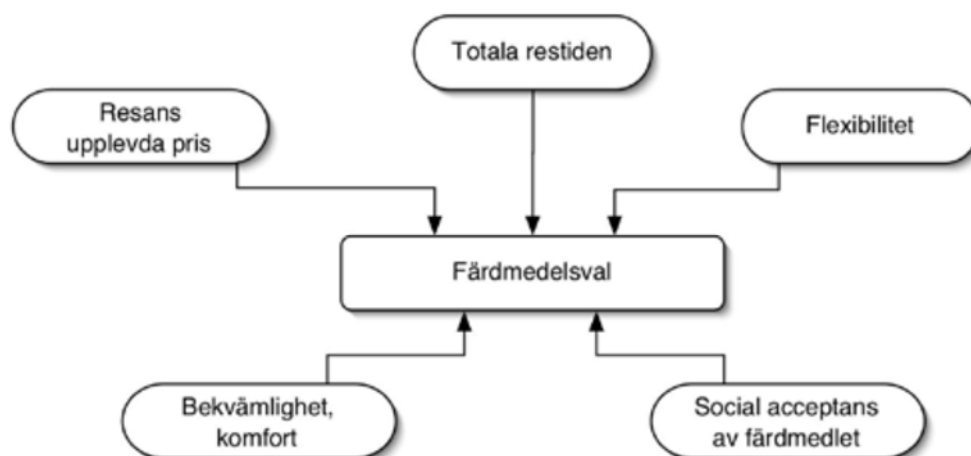 Totala restiden
Resans
upplevda pris
Flexibilitet
Färdmedelsval
Bekvämlighet,
komfort
Social acceptans
av färdmedlet